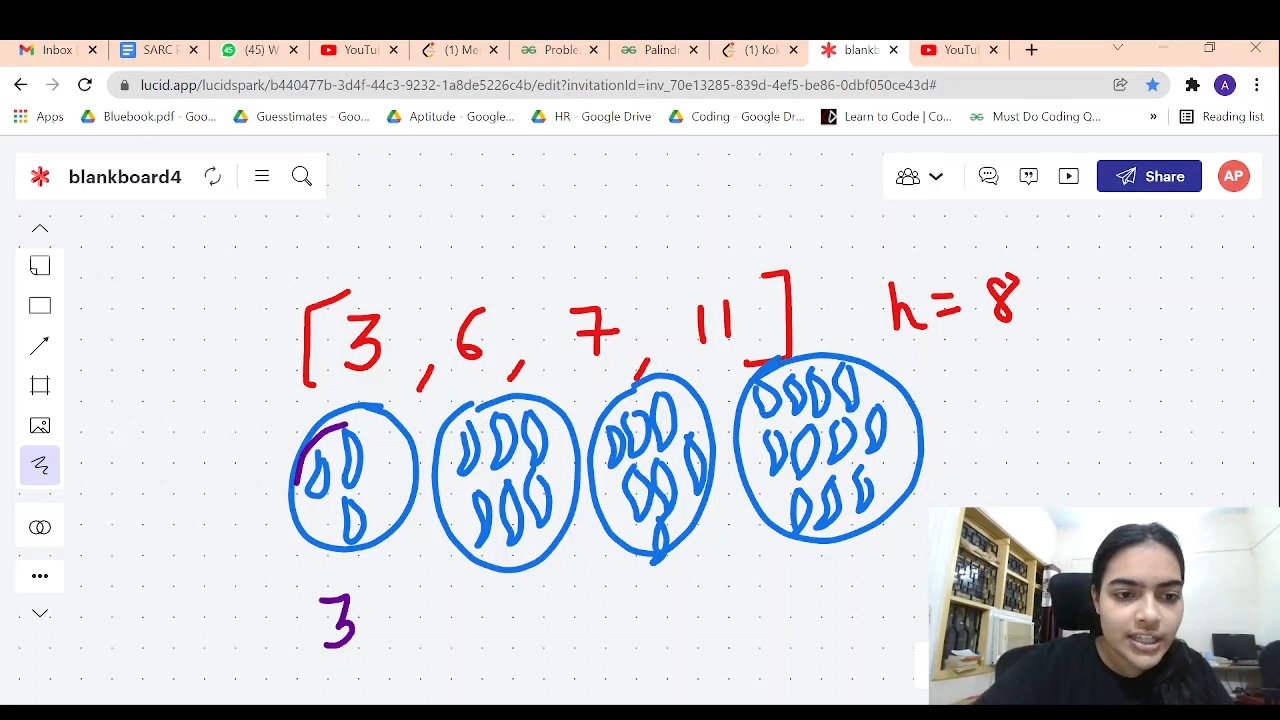 Inbox (
SARC F
(45) W
YouTu
(1) Me
Proble
Palind
(1) Kok
blankb
YouTul
lucid.app/lucidspark/b440477b-3d4f-44c3-9232-1a8de5226c4b/edit?invitationId=inv_70e13285-839d-4ef5-be86-0dbf050ce43d#
A
Apps
Bluebook.pdf - Goo...
Guesstimates - Goo...
Aptitude - Google...
HR - Google Drive
Coding - Google Dr...
Learn to Code | Co...
Must Do Coding Q...
»
Reading list
blankboard4
Share
AP
[3, 6, 7, 11] h = 8
3